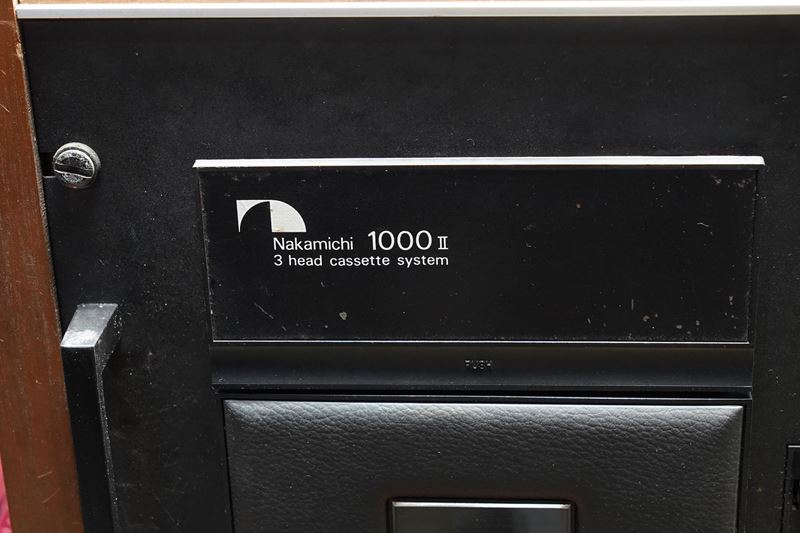 Nakamichi 1000 II
3 head cassette system
PUSH